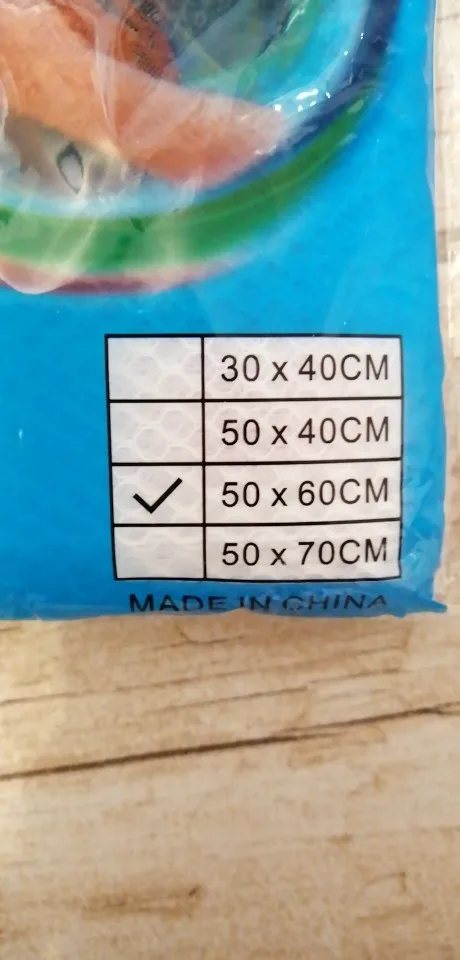 30 x 40CM
50 x 40CM
✓ 50 x 60CM
50 x 70CM
MADE IN CHINA